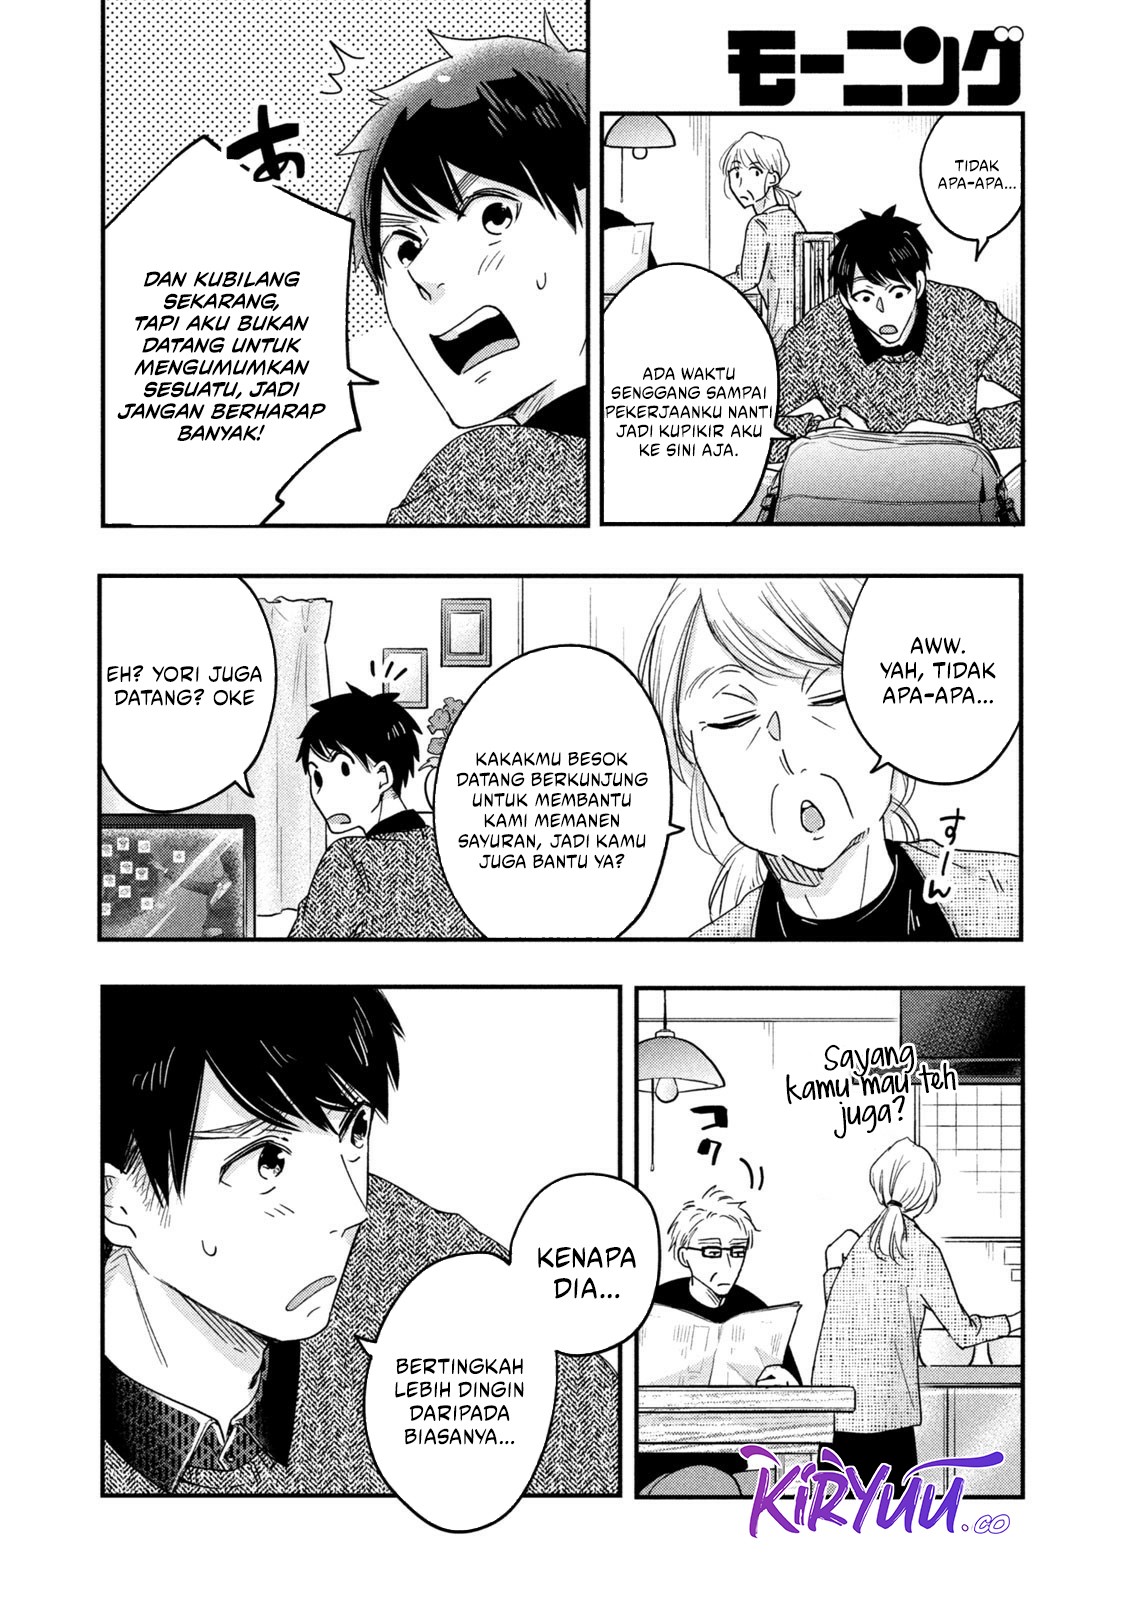 モーニング
TIDAK
APA-APA...
ADA WAKTU
SENGGANG SAMPAI
PEKERJAANKU NANTI
JADI KUPIKIR AKU
KE SINI AJA.
あ
DAN KUBILANG
SEKARANG,
TAPI AKU BUKAN
DATANG UNTUK
MENGUMUMKAN
SESUATU, JADI
JANGAN BERHARAP
BANYAK!
AWW.
YAH, TIDAK
APA-APA...
すーん
KAKAKMU BESOK
DATANG BERKUNJUNG
UNTUK MEMBANTU
KAMI MEMANEN
SAYURAN, JADI KAMU
JUGA BANTU YA?
EH? YORI JUGA
DATANG? OKE
Sayang
kamu mau teh
juga?
コク
KENAPA
DIA...
BERTINGKAH
LEBIH DINGIN
DARIPADA
BIASANYA...
KIRYUU.CO